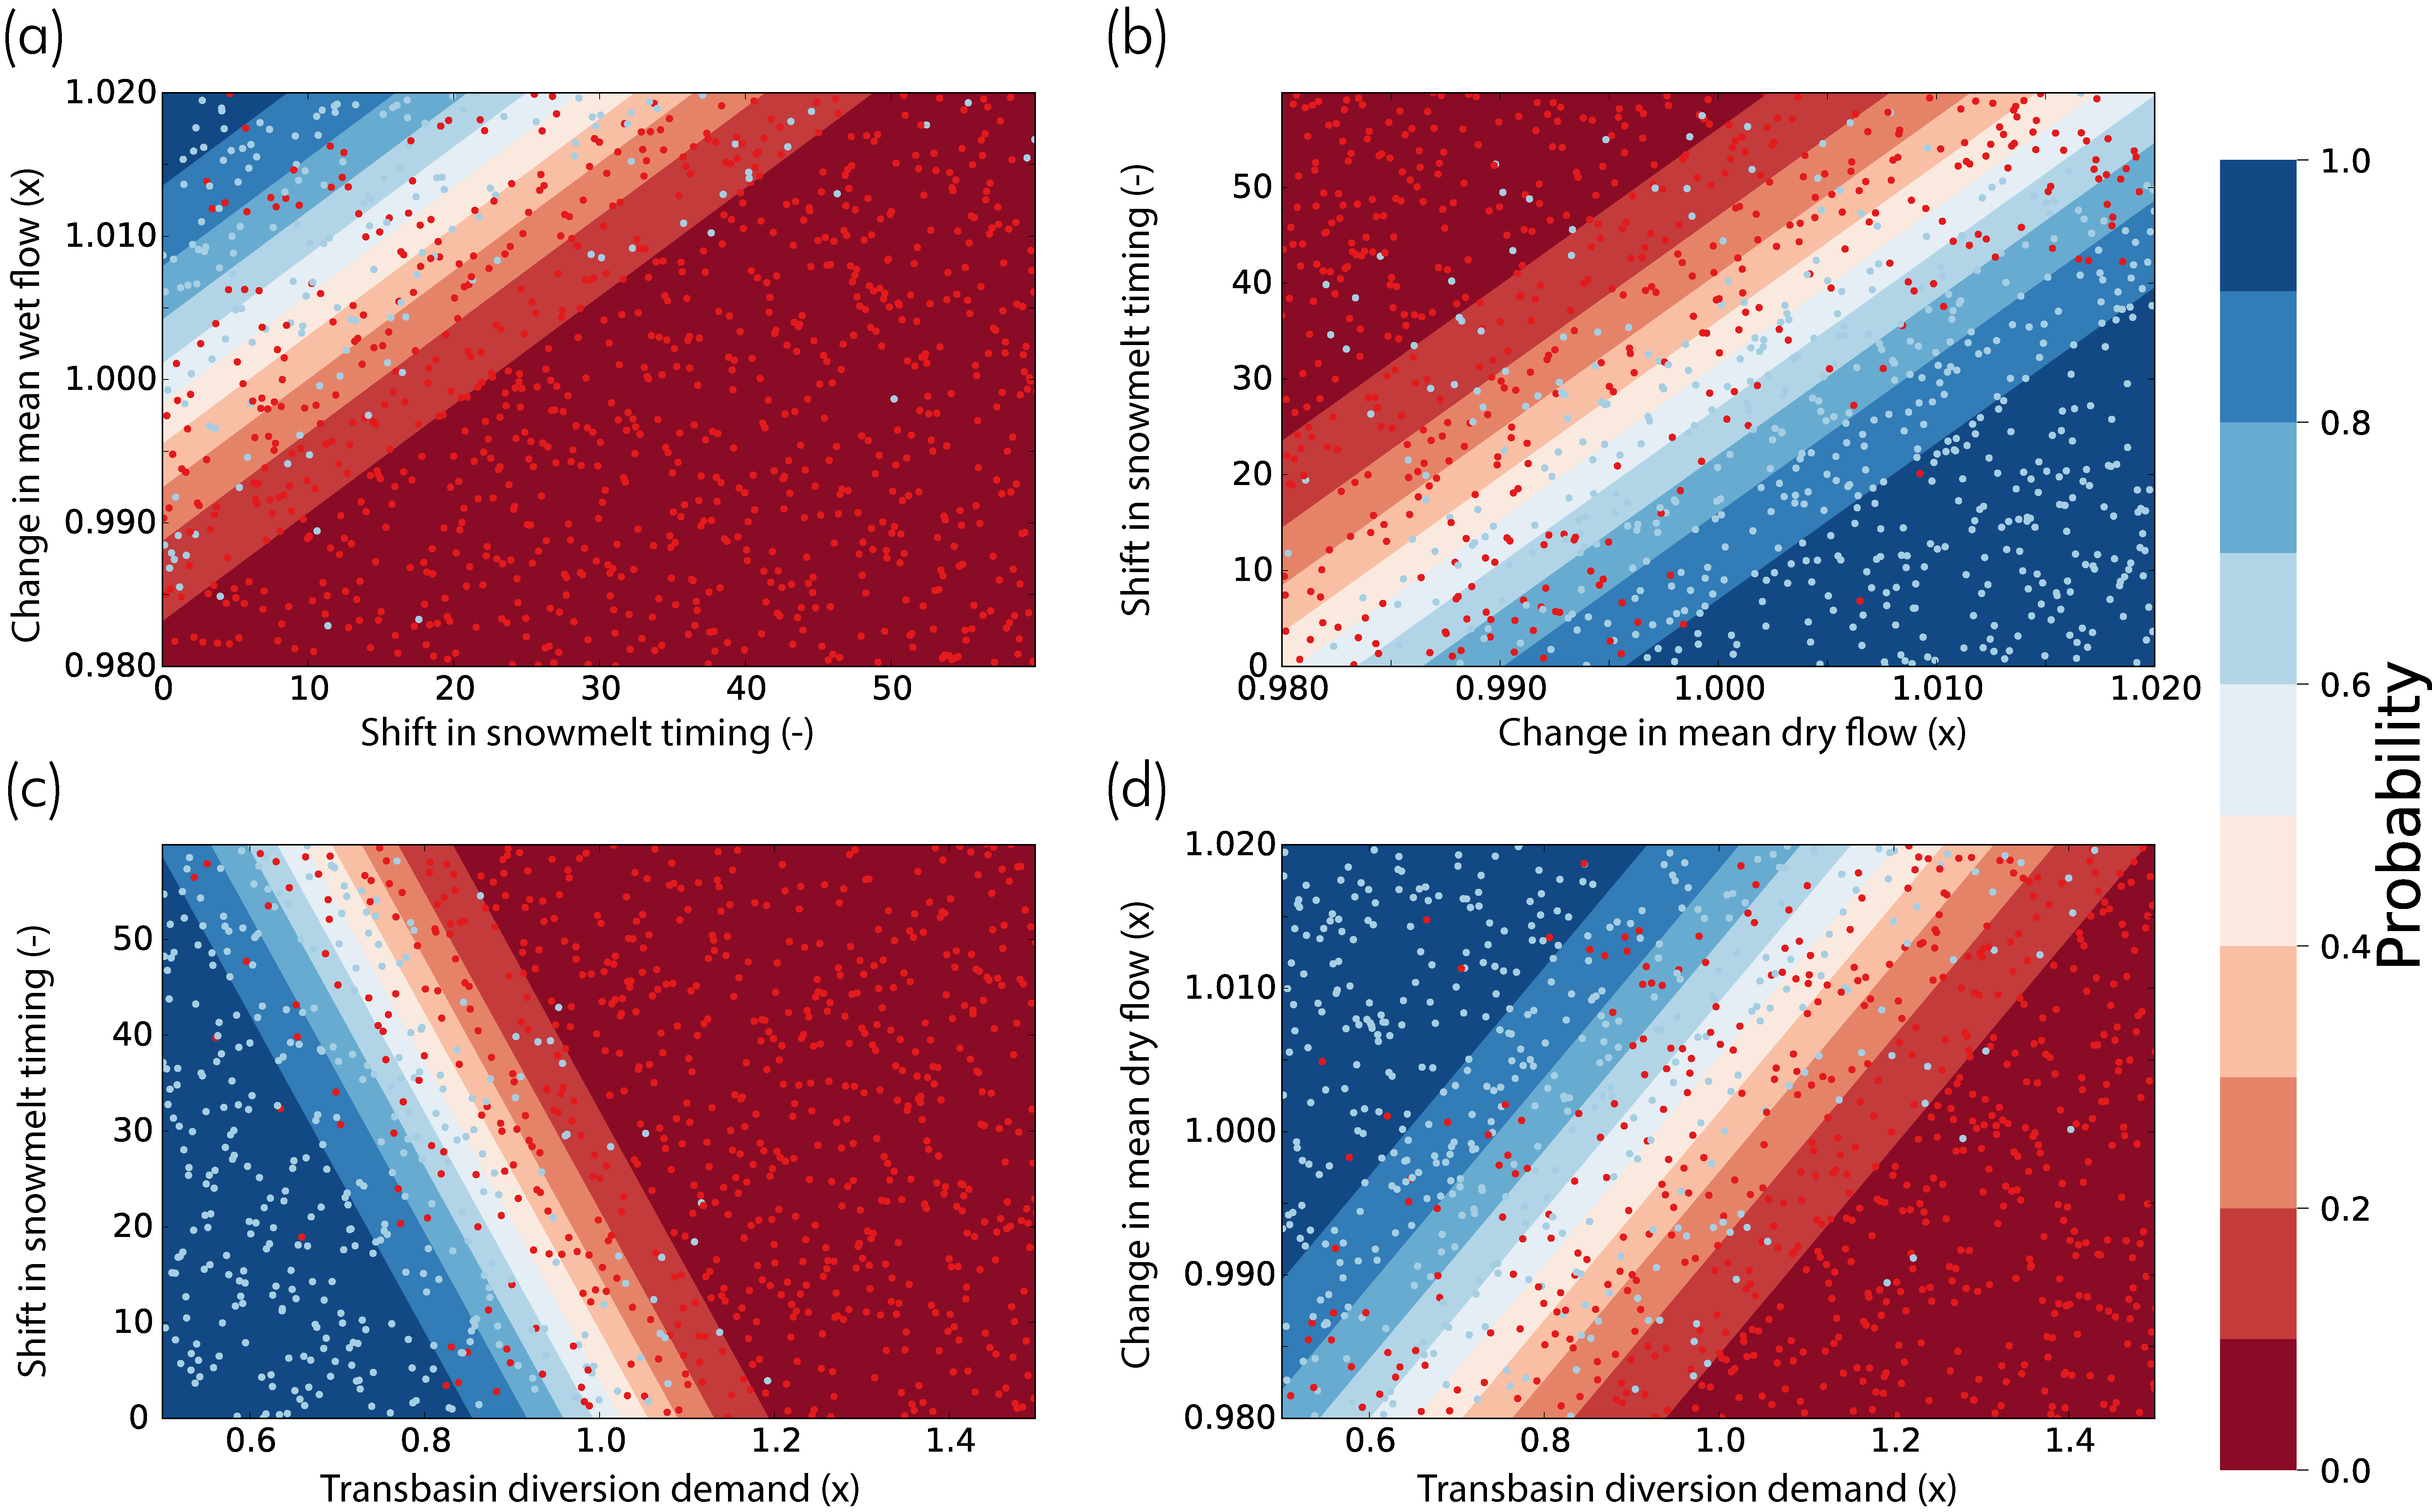 (a)
1.020
1.010
1.000
0.990
0.980
Change in mean wet flow (x)
0 10 20 30 40 50
Shift in snowmelt timing (-)
(b)
50
40
30
20
10
0
Shift in snowmelt timing (-)
0.980 0.990 1.000 1.010 1.020
Change in mean dry flow (x)
(c)
50
40
30
20
10
0
Shift in snowmelt timing (-)
0.6 0.8 1.0 1.2 1.4
Transbasin diversion demand (x)
(d)
1.020
1.010
1.000
0.990
0.980
Change in mean dry flow (x)
0.6 0.8 1.0 1.2 1.4
Transbasin diversion demand (x)
1.0
0.8
0.6
0.4
0.2
0.0
Probability